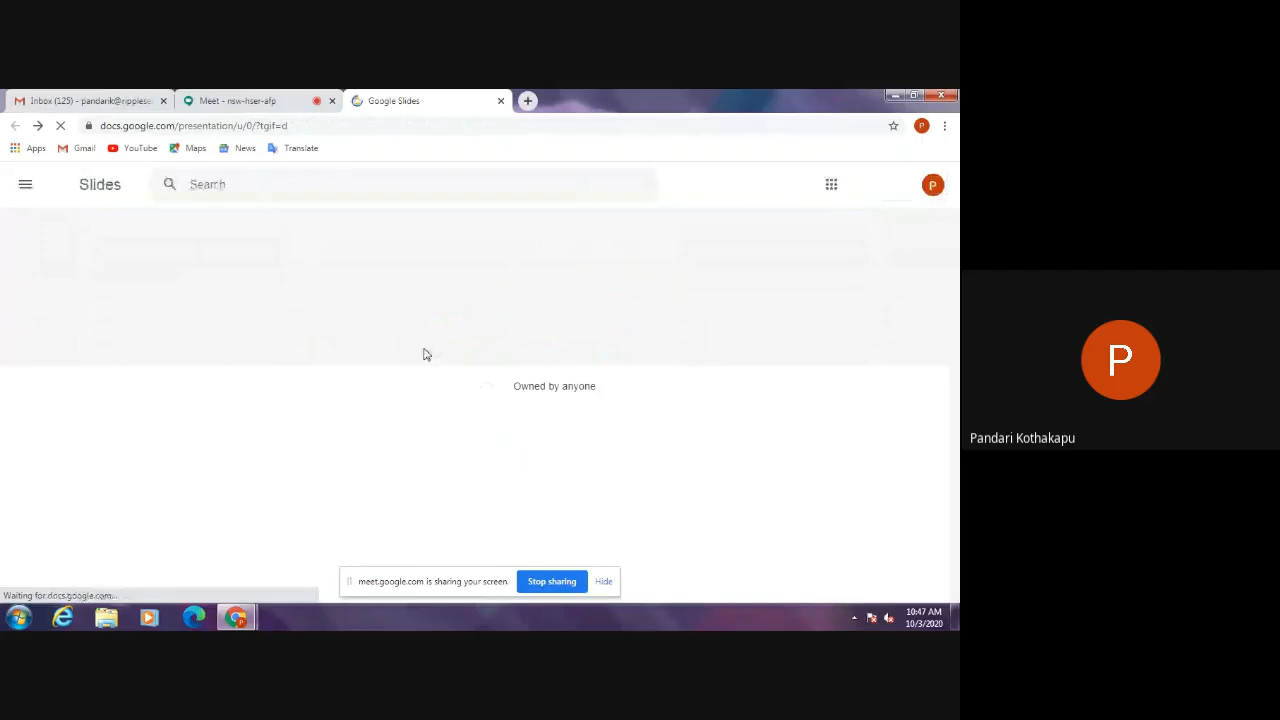 Inbox (125) - pandarik@ripplese
Meet - nsw-hser-afp
Google Slides
docs.google.com/presentation/u/0/?tgif=d
P
Apps
Gmail
YouTube
Maps
News
Translate
Slides
Search
P
Owned by anyone
P
Pandari Kothakapu
meet.google.com is sharing your screen.
Stop sharing
Hide
Waiting for docs.google.com...
10:47 AM
10/3/2020